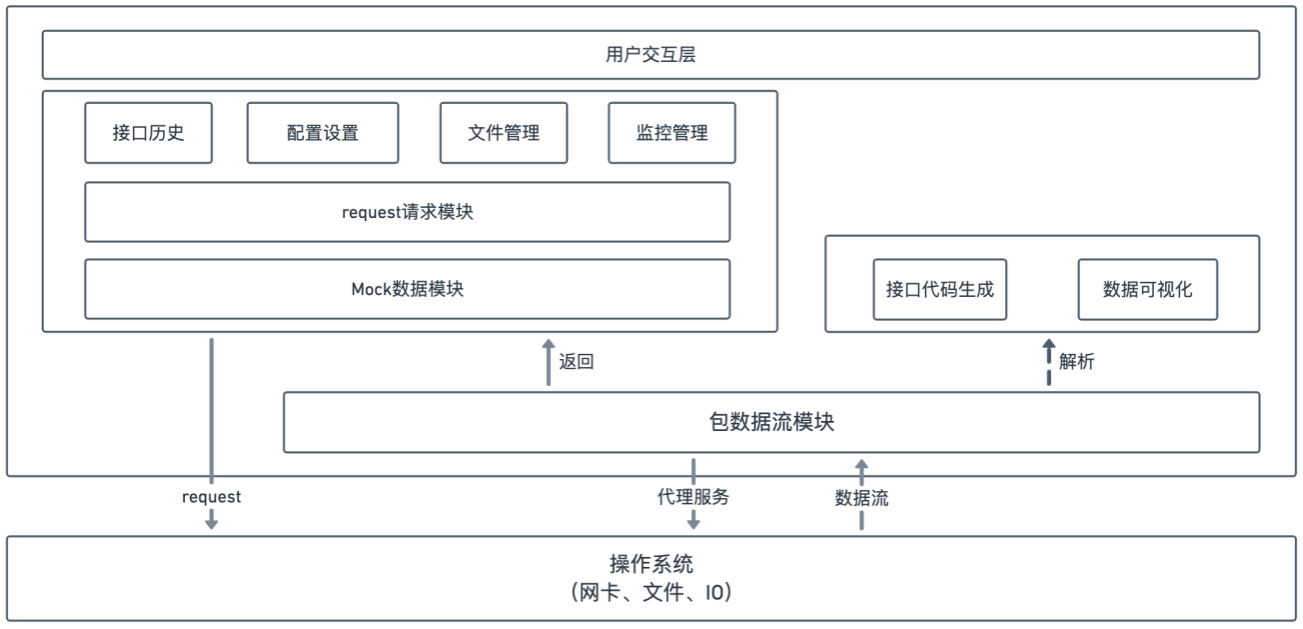 用户交互层
接口历史
配置设置
文件管理
监控管理
request请求模块
Mock数据模块
接口代码生成
数据可视化
返回
解析
包数据流模块
request
代理服务
数据流
操作系统
（网卡、文件、IO）